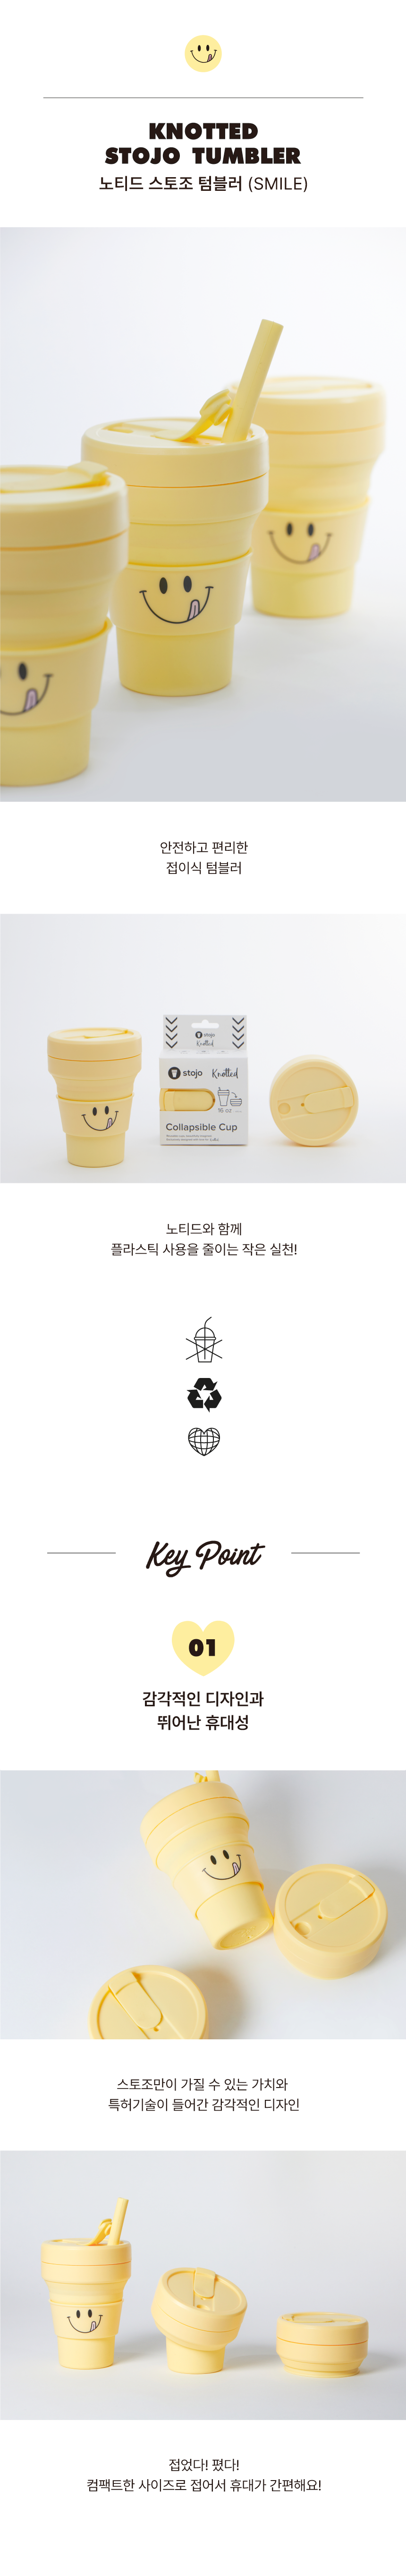 KNOTTED
STOJO TUMBLER
노티드 스토조 텀블러 (SMILE)
안전하고 편리한
접이식 텀블러
stojo
Knotted
stojo
Knotted
16 oz
Collapsible Cup
노티드와 함께
플라스틱 사용을 줄이는 작은 실천!
Key Point
01
감각적인 디자인과
뛰어난 휴대성
스토조만이 가질 수 있는 가치와
특허기술이 들어간 감각적인 디자인
접었다! 폈다!
컴팩트한 사이즈로 접어서 휴대가 간편해요!